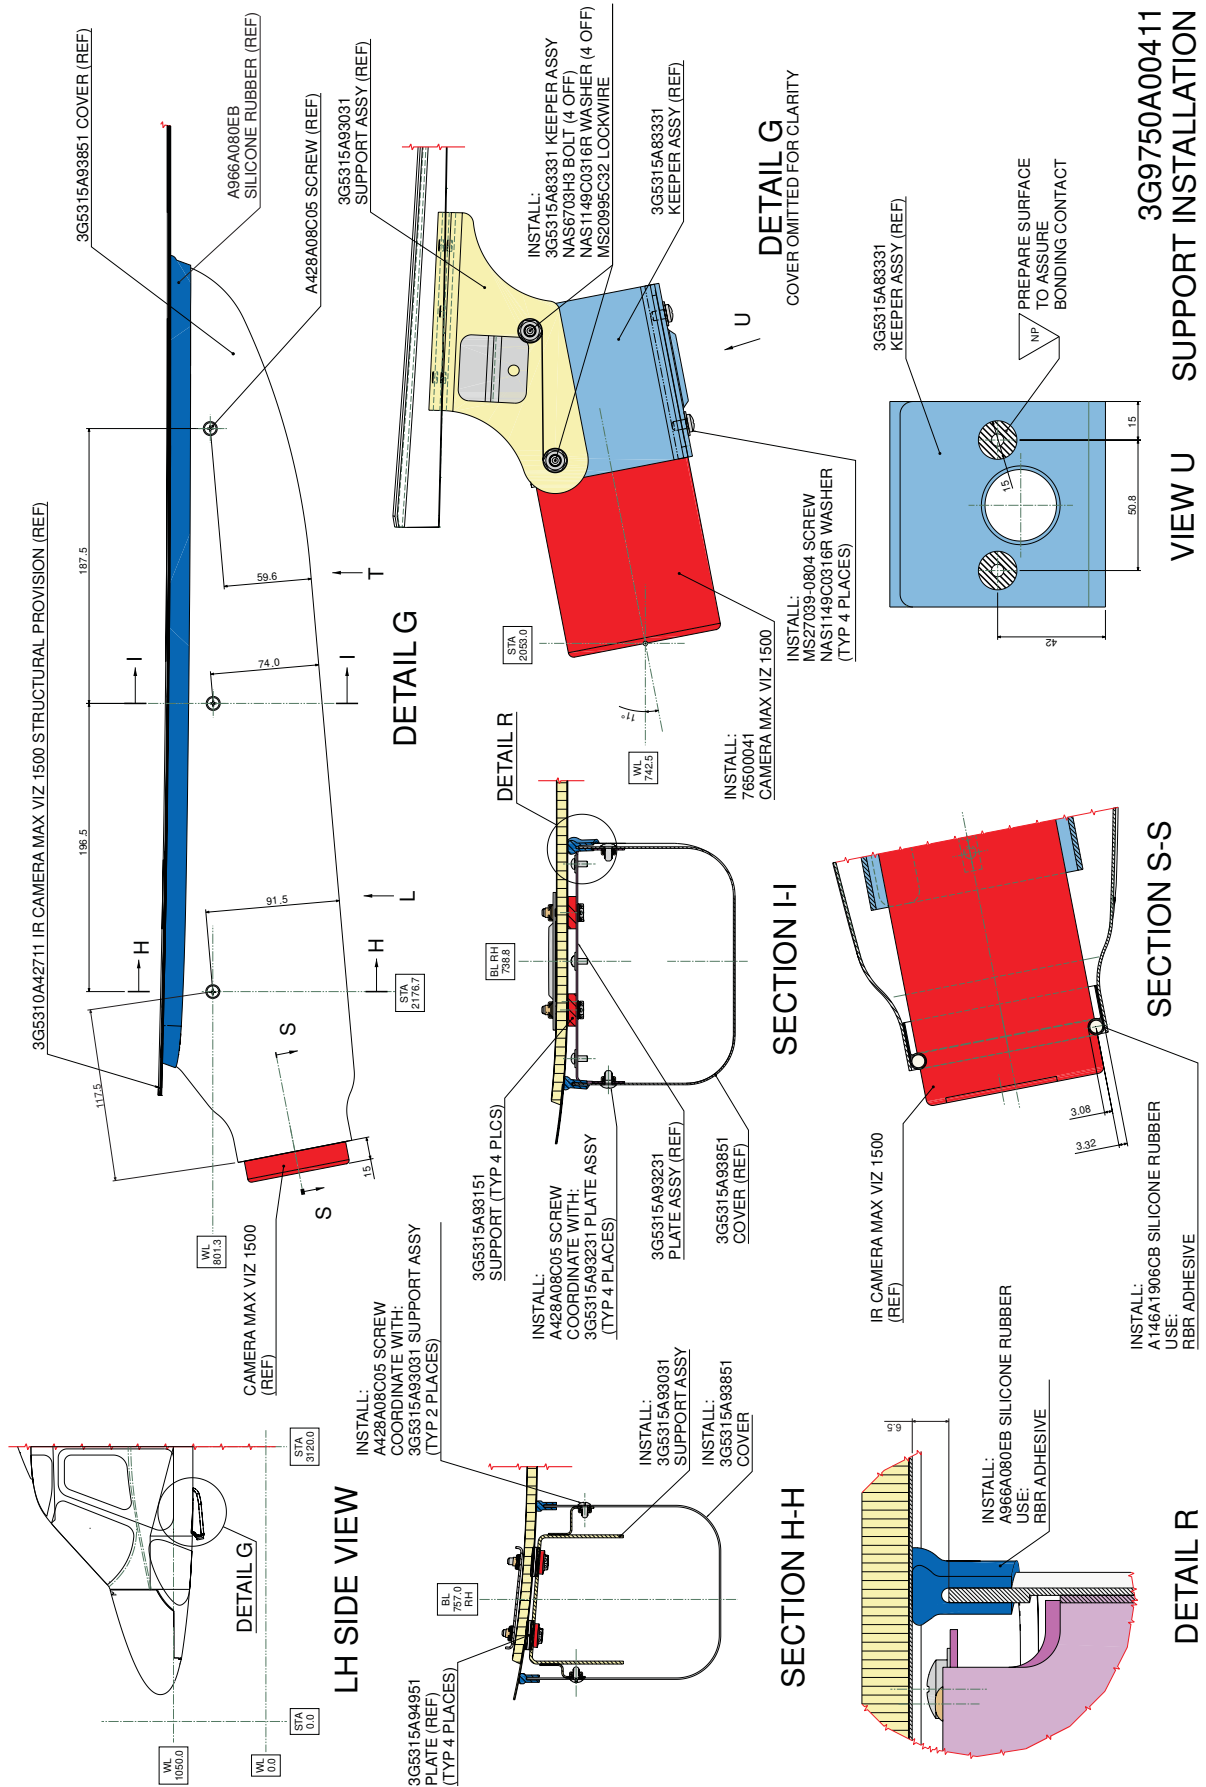 3G5310A42711 IR CAMERA MAX VIZ 1500 STRUCTURAL PROVISION (REF)
3G5315A93851 COVER (REF)
A966A080EB
SILICONE RUBBER (REF)
A428A08C05 SCREW (REF)
117.5
196.5
187.5
91.5
74.0
59.6
15
H
H
I
I
L
T
S
S
WL
801.3
STA
2176.7
CAMERA MAX VIZ 1500
(REF)
DETAIL G
STA
3120.0
STA
0.0
WL
1050.0
WL
0.0
DETAIL G
LH SIDE VIEW
3G5315A93031
SUPPORT ASSY (REF)
INSTALL:
3G5315A83331 KEEPER ASSY
NAS6703H3 BOLT (4 OFF)
NAS1149C0316R WASHER (4 OFF)
MS20995C32 LOCKWIRE
3G5315A83331
KEEPER ASSY (REF)
U
STA
2053.0
WL
742.5
11°
INSTALL:
76500041
CAMERA MAX VIZ 1500
INSTALL:
MS27039-0804 SCREW
NAS1149C0316R WASHER
(TYP 4 PLACES)
DETAIL G
COVER OMITTED FOR CLARITY
INSTALL:
A428A08C05 SCREW
COORDINATE WITH:
3G5315A93031 SUPPORT ASSY
(TYP 2 PLACES)
BL
757.0
RH
3G5315A94951
PLATE (REF)
(TYP 4 PLACES)
INSTALL:
3G5315A93031
SUPPORT ASSY
INSTALL:
3G5315A93851
COVER
SECTION H-H
DETAIL R
BL RH
738.8
3G5315A93151
SUPPORT (TYP 4 PLCS)
INSTALL:
A428A08C05 SCREW
COORDINATE WITH:
3G5315A93231 PLATE ASSY
(TYP 4 PLACES)
3G5315A93231
PLATE ASSY (REF)
3G5315A93851
COVER (REF)
SECTION I-I
6.5
INSTALL:
A966A080EB SILICONE RUBBER
USE:
RBR ADHESIVE
DETAIL R
IR CAMERA MAX VIZ 1500
(REF)
3.08
3.32
INSTALL:
A146A1906CB SILICONE RUBBER
USE:
RBR ADHESIVE
SECTION S-S
3G5315A83331
KEEPER ASSY (REF)
NP
PREPARE SURFACE
TO ASSURE
BONDING CONTACT
15
15
50.8
42
VIEW U
3G9750A00411
SUPPORT INSTALLATION